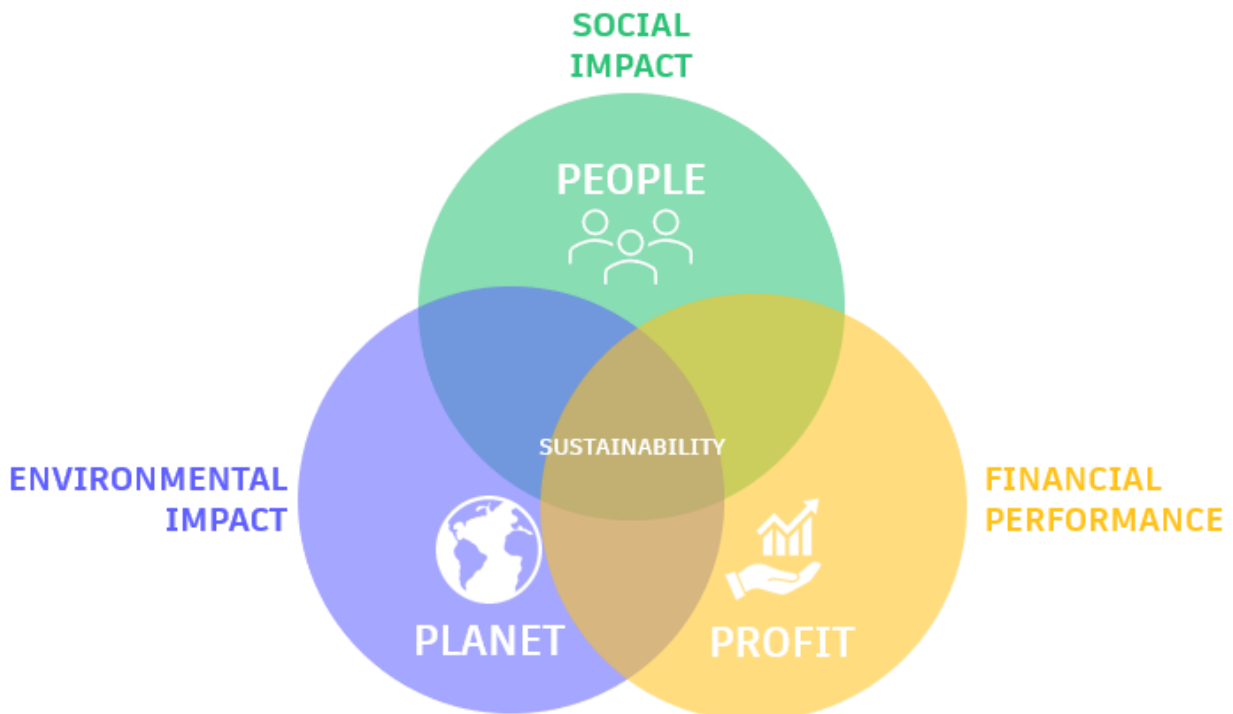 SOCIAL
IMPACT
PEOPLE
SUSTAINABILITY
ENVIRONMENTAL
IMPACT
FINANCIAL
PERFORMANCE
PLANET
PROFIT